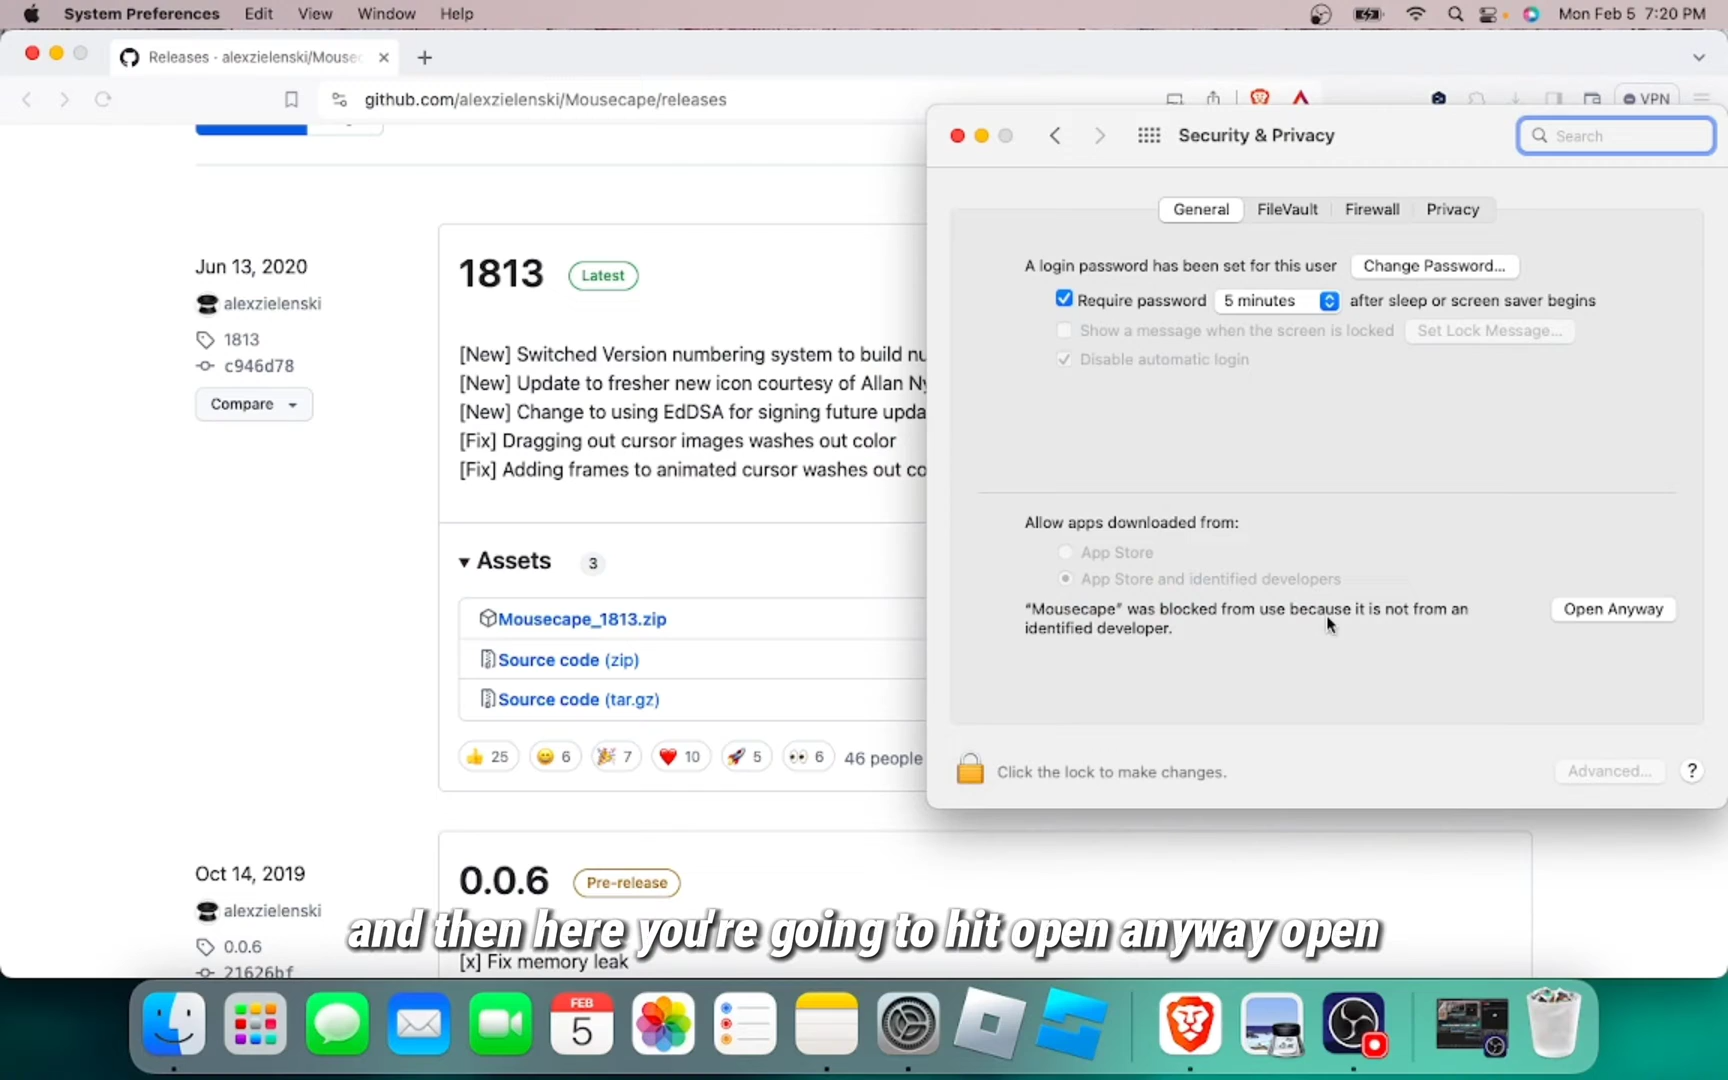 System Preferences Edit View Window Help
Mon Feb 5 7:20 PM
Releases · alexzielenski/Mousec
github.com/alexzielenski/Mousecape/releases
VPN
Security & Privacy
Search
General FileVault Firewall Privacy
A login password has been set for this user Change Password...
Require password 5 minutes after sleep or screen saver begins
Show a message when the screen is locked Set Lock Message...
Disable automatic login
Allow apps downloaded from:
App Store
App Store and identified developers
“Mousecape” was blocked from use because it is not from an
identified developer.
Open Anyway
Click the lock to make changes.
Advanced... ?
Jun 13, 2020
alexzielenski
1813
c946d78
Compare
1813 Latest
[New] Switched Version numbering system to build nu
[New] Update to fresher new icon courtesy of Allan Ny
[New] Change to using EdDSA for signing future upda
[Fix] Dragging out cursor images washes out color
[Fix] Adding frames to animated cursor washes out co
Assets 3
Mousecape_1813.zip
Source code (zip)
Source code (tar.gz)
25 6 7 10 5 6 46 people
Oct 14, 2019
alexzielenski
0.0.6
21626bf
0.0.6 Pre-release
and then here you're going to hit open anyway open
[x] Fix memory leak
FEB
5